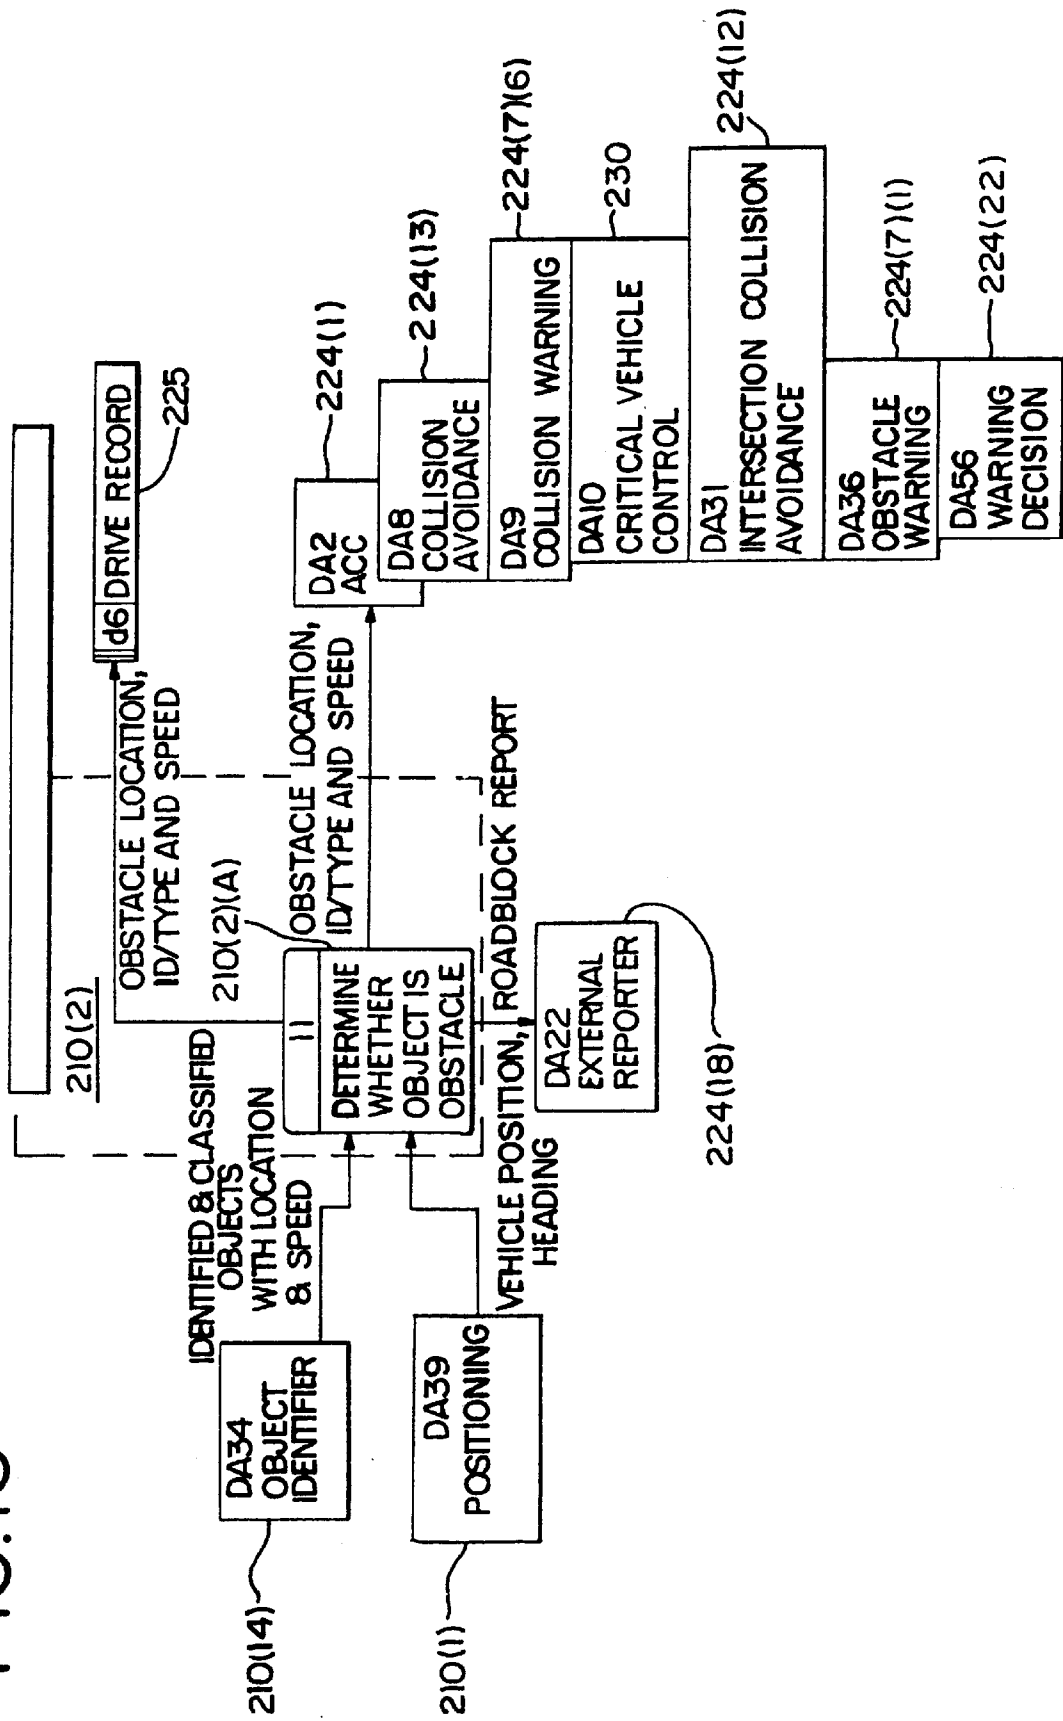 210(2)
OBSTACLE LOCATION,
ID/TYPE AND SPEED
d6 DRIVE RECORD
225
IDENTIFIED & CLASSIFIED
OBJECTS
WITH LOCATION
& SPEED
210(2)(A)
DA34
OBJECT
IDENTIFIER
210(14)
11
DETERMINE
WHETHER
OBJECT IS
OBSTACLE
OBSTACLE LOCATION,
ID/TYPE AND SPEED
DA39
POSITIONING
210(1)
VEHICLE POSITION,
HEADING
ROADBLOCK REPORT
DA22
EXTERNAL
REPORTER
224(18)
DA2
ACC
224(1)
DA8
COLLISION
AVOIDANCE
224(13)
DA9
COLLISION WARNING
224(7)(6)
DA10
CRITICAL VEHICLE
CONTROL
230
DA31
INTERSECTION COLLISION
AVOIDANCE
224(12)
DA36
OBSTACLE
WARNING
224(7)(1)
DA56
WARNING
DECISION
224(22)